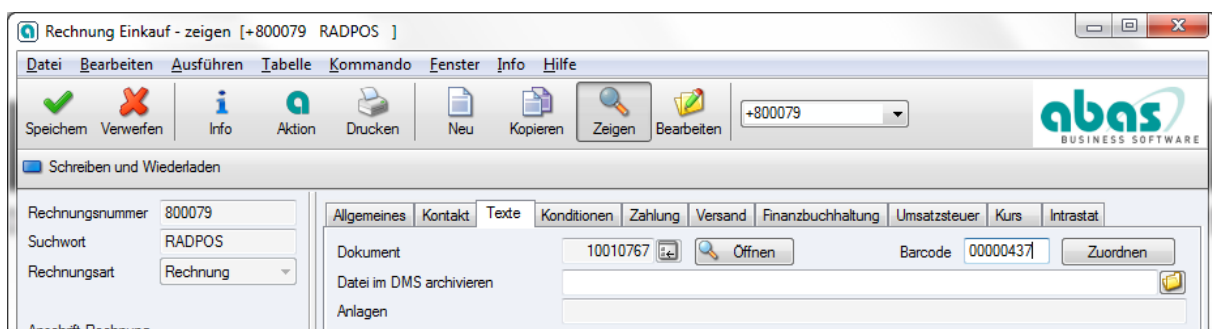 Rechnung Einkauf - zeigen [+800079 RADPOS ]
Datei Bearbeiten Ausführen Tabelle Kommando Fenster Info Hilfe
Speichern Verwerfen Info Aktion Drucken Neu Kopieren Zeigen Bearbeiten +800079
abas
BUSINESS SOFTWARE
Schreiben und Wiederladen
Rechnungsnummer 800079
Suchwort RADPOS
Rechnungsart Rechnung
Allgemeines Kontakt Texte Konditionen Zahlung Versand Finanzbuchhaltung Umsatzsteuer Kurs Intrastat
Dokument 10010767 Öffnen Barcode 00000437 Zuordnen
Datei im DMS archivieren
Anlagen